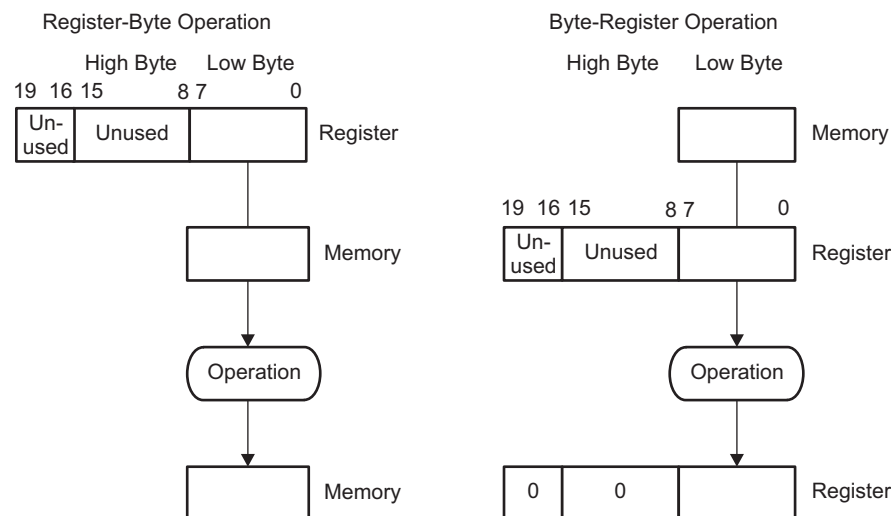 Register-Byte Operation
High Byte Low Byte
19 16 15 8 7 0
Un-
used
Unused
Register
Memory
Operation
Memory
Byte-Register Operation
High Byte Low Byte
Memory
19 16 15 8 7 0
Un-
used
Unused
Register
Operation
0 0 Register